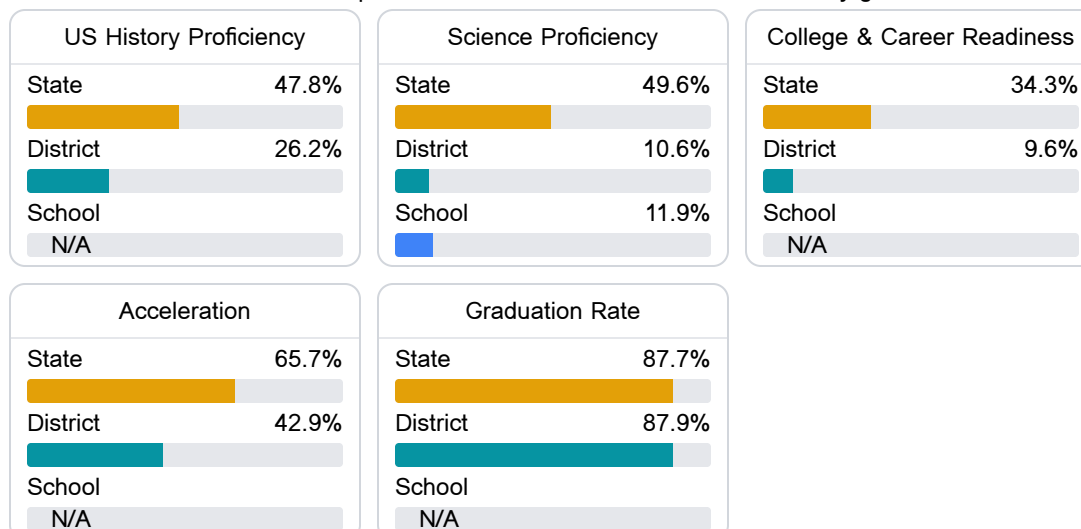 US History Proficiency
State 47.8%
District 26.2%
School
N/A
Science Proficiency
State 49.6%
District 10.6%
School 11.9%
College & Career Readiness
State 34.3%
District 9.6%
School
N/A
Acceleration
State 65.7%
District 42.9%
School
N/A
Graduation Rate
State 87.7%
District 87.9%
School
N/A